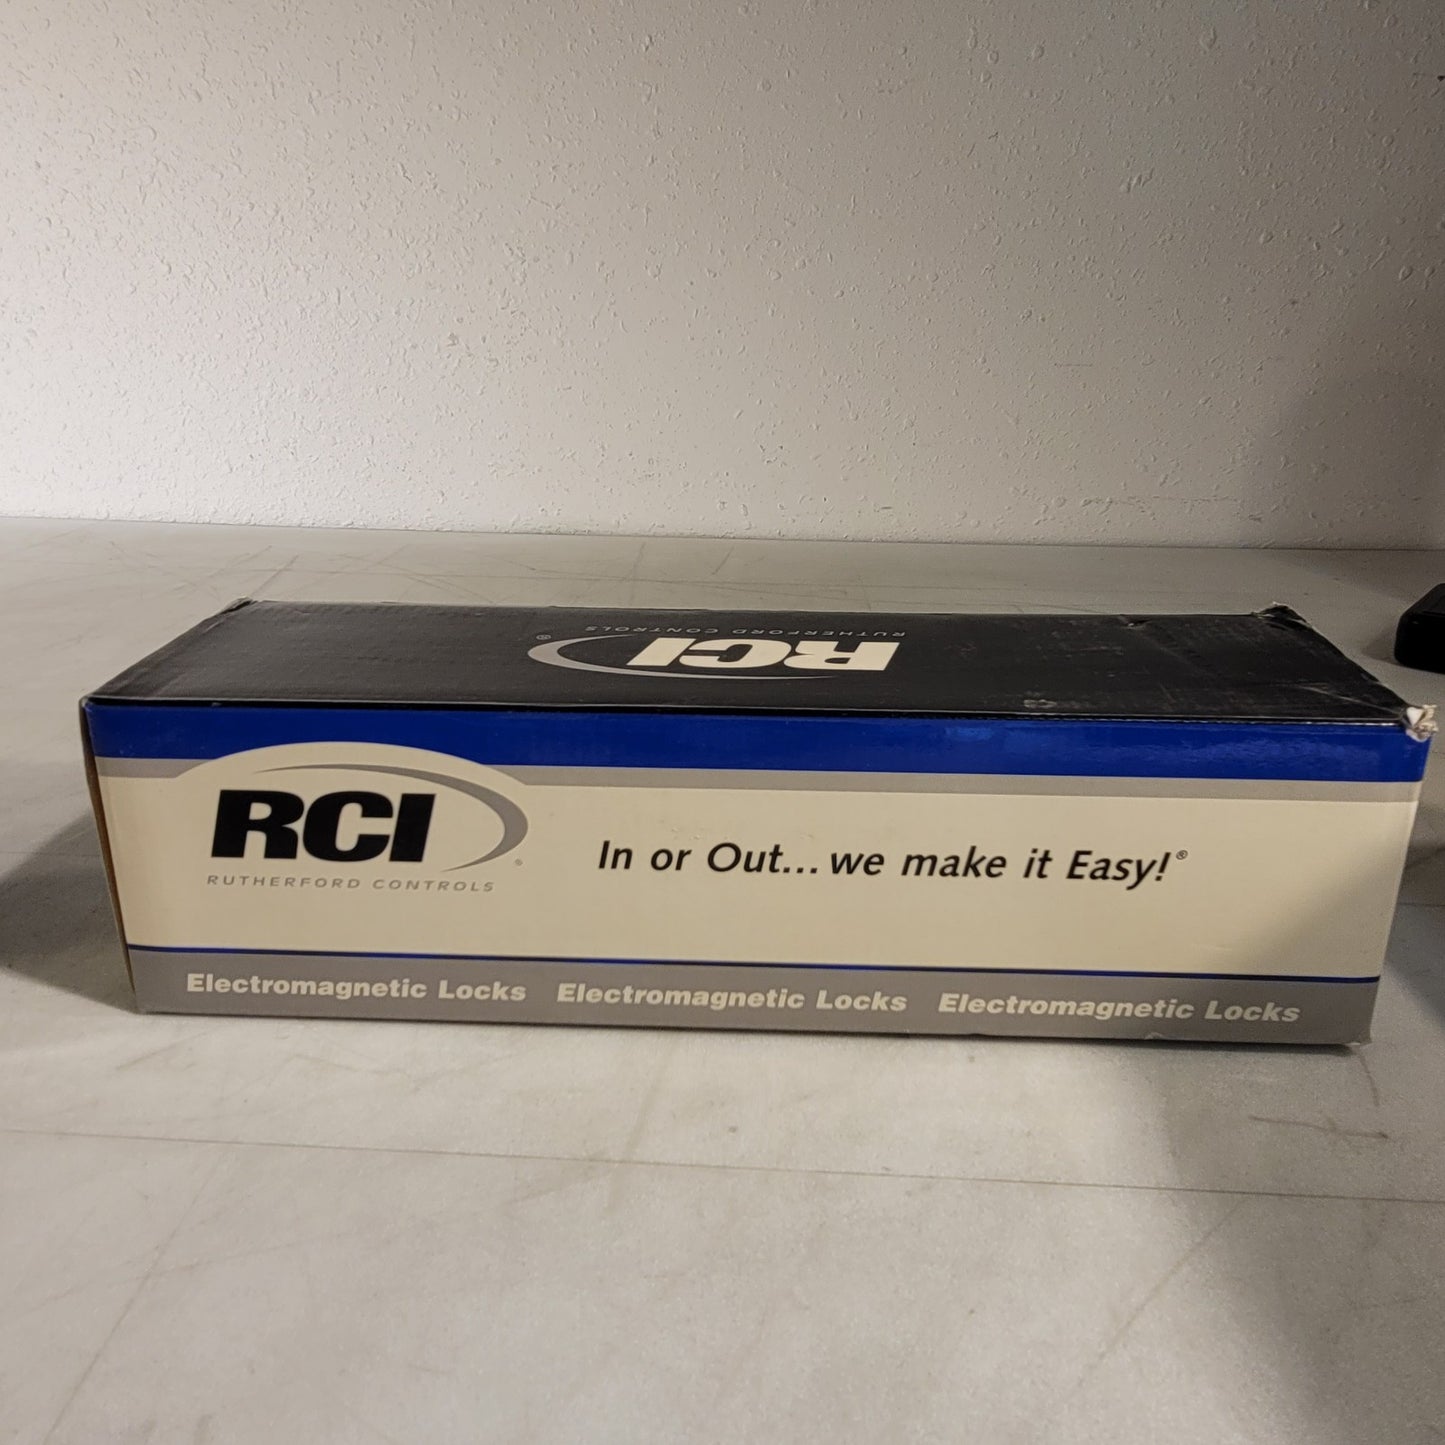 RUTHERFORD CONTROLS
RCI
®
RCI
®
RUTHERFORD CONTROLS
In or Out... we make it Easy!®
Electromagnetic Locks Electromagnetic Locks Electromagnetic Locks